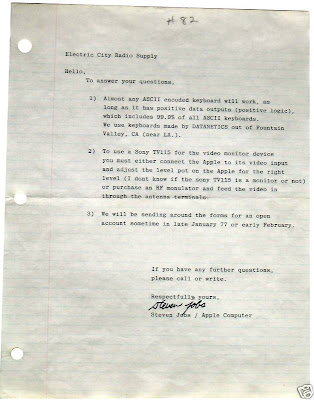 # 82
Electric City Radio Supply
Hello,
To answer your questions,
1) Almost any ASCII encoded keyboard will work, as
long as it has positive data outputs (positive logic),
which includes 99.9% of all ASCII keyboards.
We use keyboards made by DATANETICS out of Fountain
Valley, CA (near LA.).
2) To use a Sony TV115 for the video monitor device
you must either connect the Apple to its video input
and adjust the level pot on the Apple for the right
level (I dont know if the sony TV115 is a monitor or not)
or purchase an RF monulator and feed the video in
through the antenna terminals.
3) We will be sending around the forms for an open
account sometime in late January 77 or early February.
If you have any further questions,
please call or write.
Respectfully yours,
steven jobs
Steven Jobs / Apple Computer